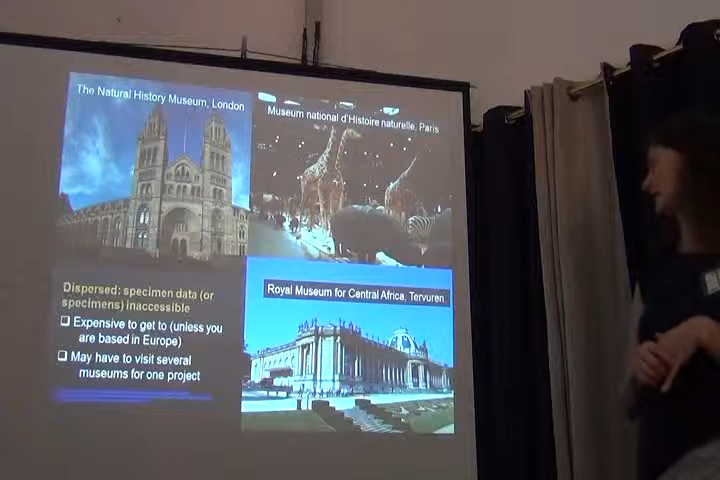 The Natural History Museum, London
Museum national d'Histoire naturelle, Paris
Royal Museum for Central Africa, Tervuren
Dispersed: specimen data (or
specimens) inaccessible
❑ Expensive to get to (unless you
are based in Europe)
❑ May have to visit several
museums for one project